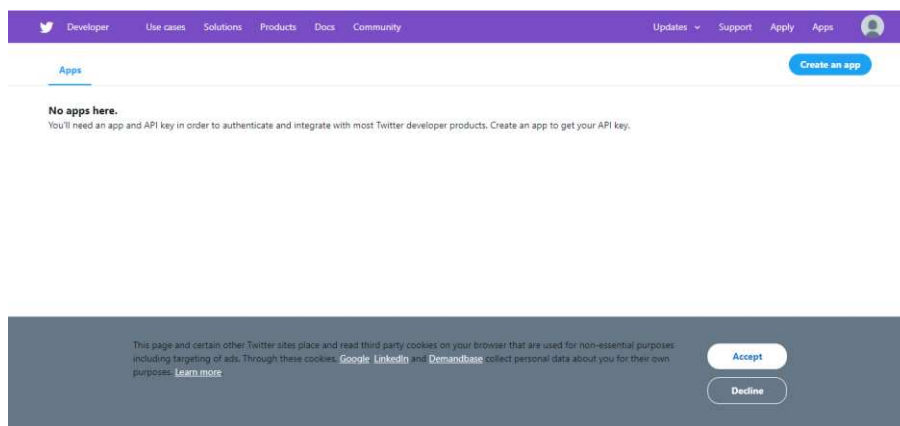 Developer Use cases Solutions Products Docs Community Updates Support Apply Apps
Apps Create an app
No apps here.
You'll need an app and API key in order to authenticate and integrate with most Twitter developer products. Create an app to get your API key.
This page and certain other Twitter sites place and read third party cookies on your browser that are used for non-essential purposes
including targeting of ads. Through these cookies, Google, LinkedIn and Demandbase collect personal data about you for their own
purposes. Learn more
Accept
Decline